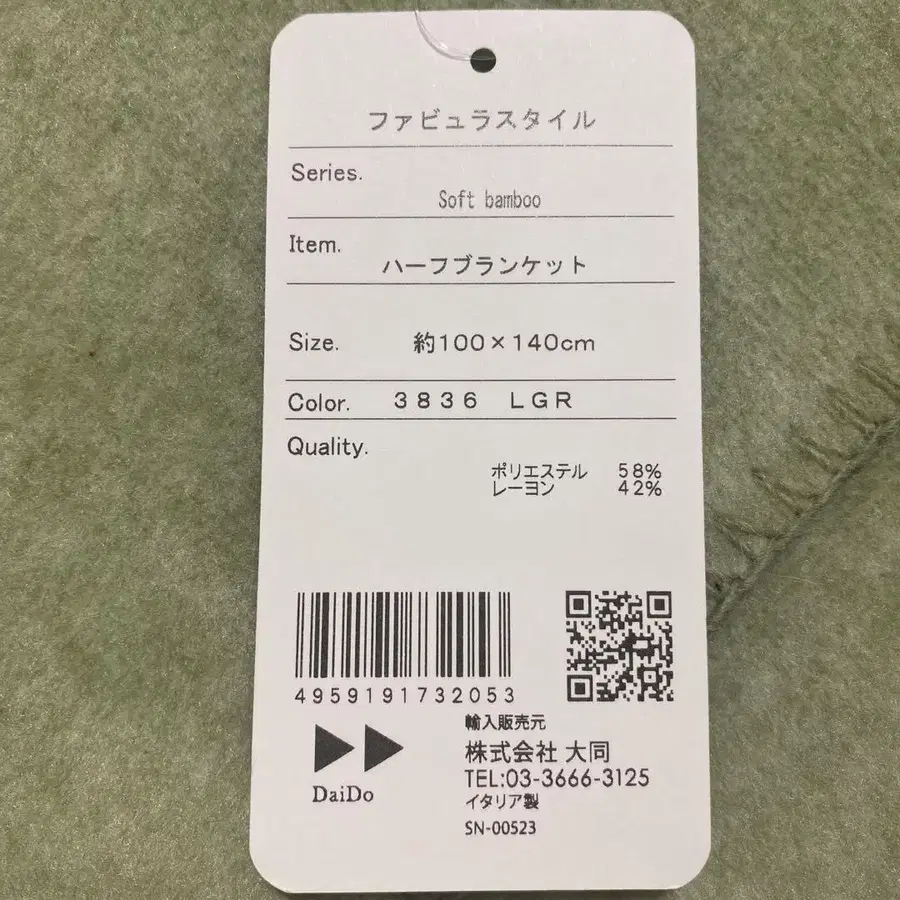 ファビュラスタイル
Series.
Soft bamboo
Item.
ハーフブランケット
Size. 約100×140cm
Color. 3836 LGR
Quality.
ポリエステル 58%
レーヨン 42%
4959191732053
DaiDo
輸入販売元
株式会社 大同
TEL:03-3666-3125
イタリア製
SN-00523